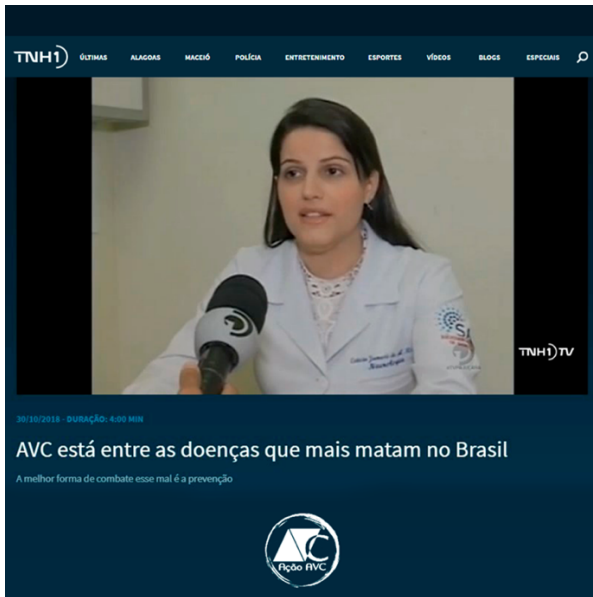 TNH1 ÚLTIMAS ALAGOAS MACEIÓ POLÍCIA ENTRETENIMENTO ESPORTES VÍDEOS BLOGS ESPECIAIS
TNH1 TV
30/10/2018 - DURAÇÃO: 4:00 MIN
AVC está entre as doenças que mais matam no Brasil
A melhor forma de combate esse mal é a prevenção
AVC
Ação AVC